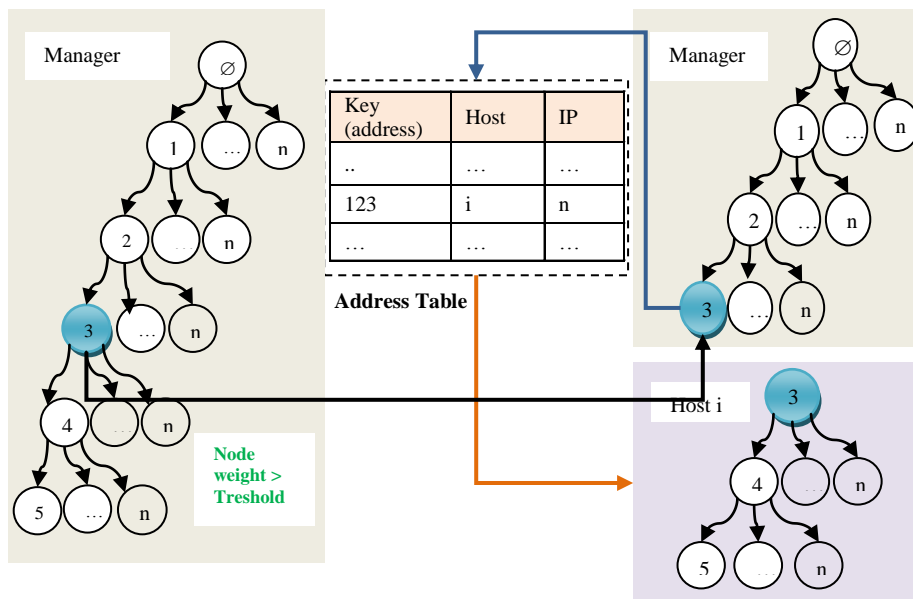 Manager
∅
1
...
n
2
...
n
3
...
n
4
...
n
5
...
n
Node
weight >
Treshold
Key
(address)
Host
IP
..
...
...
123
i
n
...
...
...
Address Table
Manager
∅
1
...
n
2
...
n
3
...
n
Host i
3
4
...
n
5
...
n